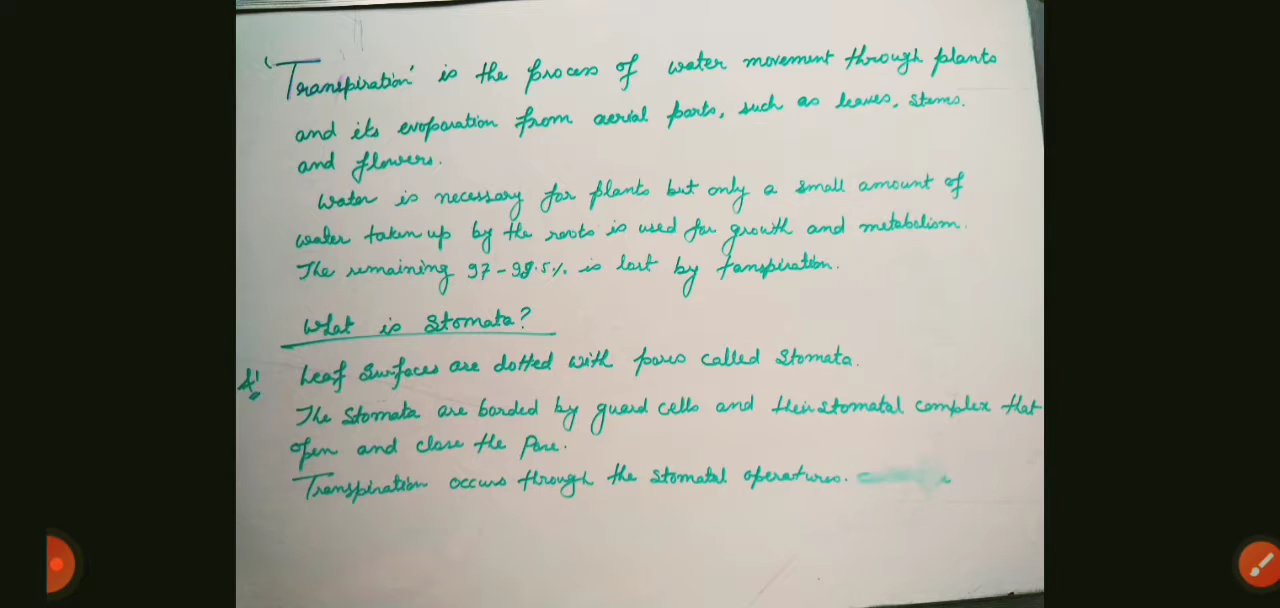 'Transpiration' is the process of water movement through plants
and its evoparation from aerial parts, such as leaves, stems.
and flowers.
Water is necessary for plants but only a small amount of
water taken up by the roots is used for growth and metabolism.
The remaining 97-98.5% is lost by tanspiration.
What is Stomata?
A! Leaf Surfaces are dotted with pores called Stomata.
The Stomata are borded by guard cells and their stomatal complex that
open and close the Pore.
Transpiration occurs through the stomatal operatures.